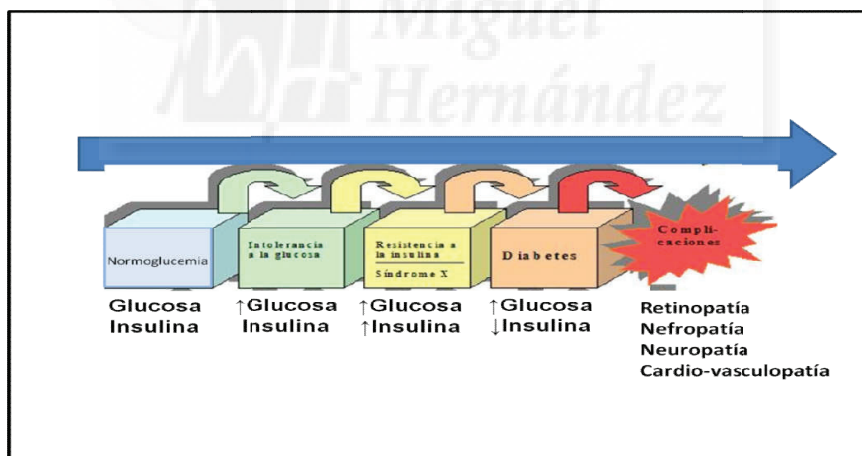 Miguel
Hernández
Normoglucemia
Intolerancia
a la glucosa
Resistencia a
la insulina
Síndrome X
Diabetes
Compli-
caciones
Glucosa
Insulina
↑Glucosa
Insulina
↑Glucosa
↑Insulina
↑Glucosa
↓Insulina
Retinopatía
Nefropatía
Neuropatía
Cardio-vasculopatía